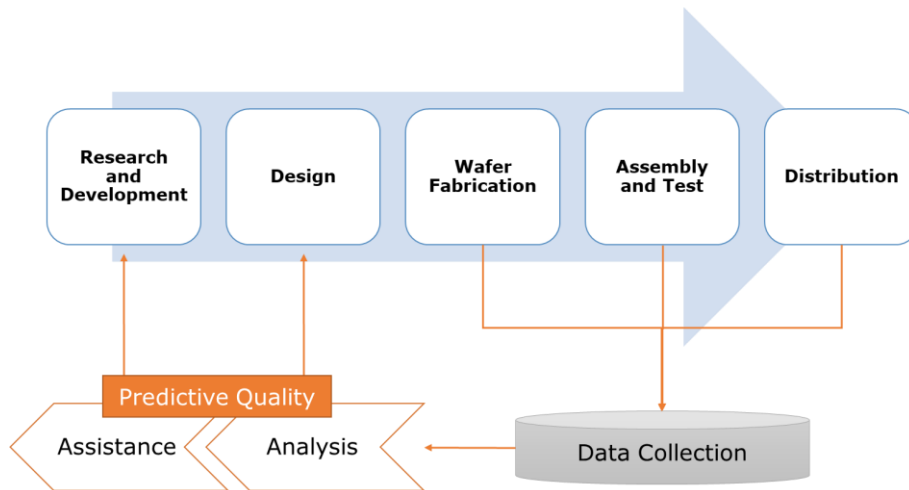 Research
and
Development
Design
Wafer
Fabrication
Assembly
and Test
Distribution
Predictive Quality
Assistance
Analysis
Data Collection